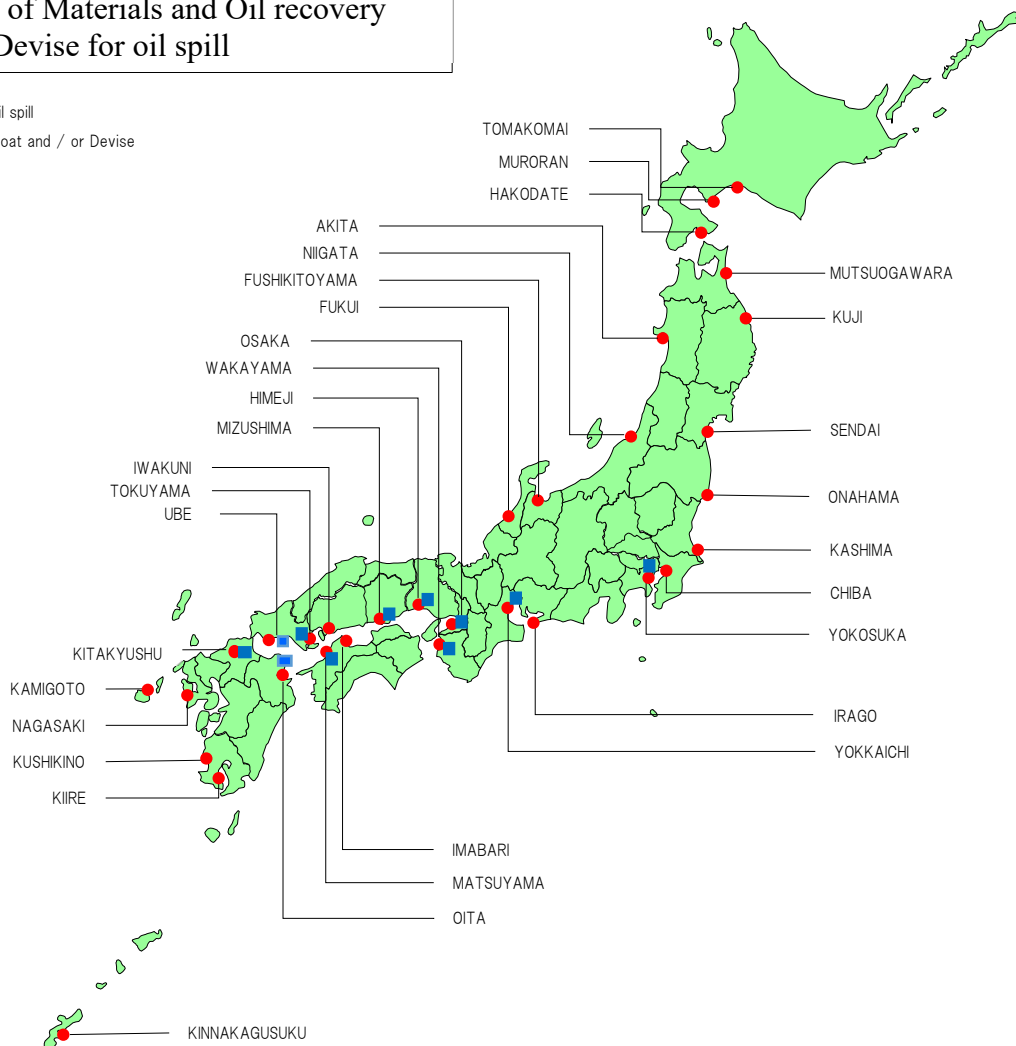 of Materials and Oil recovery
Devise for oil spill
spill
and / or Devise
TOMAKOMAI
MURORAN
HAKODATE
AKITA
NIIGATA
FUSHIKITOYAMA
FUKUI
OSAKA
WAKAYAMA
HIMEJI
MIZUSHIMA
IWAKUNI
TOKUYAMA
UBE
KITAKYUSHU
KAMIGOTO
NAGASAKI
KUSHIKINO
KIIRE
MUTSUOGAWARA
KUJI
SENDAI
ONAHAMA
KASHIMA
CHIBA
YOKOSUKA
IRAGO
YOKKAICHI
IMABARI
MATSUYAMA
OITA
KINNAKAGUSUKU